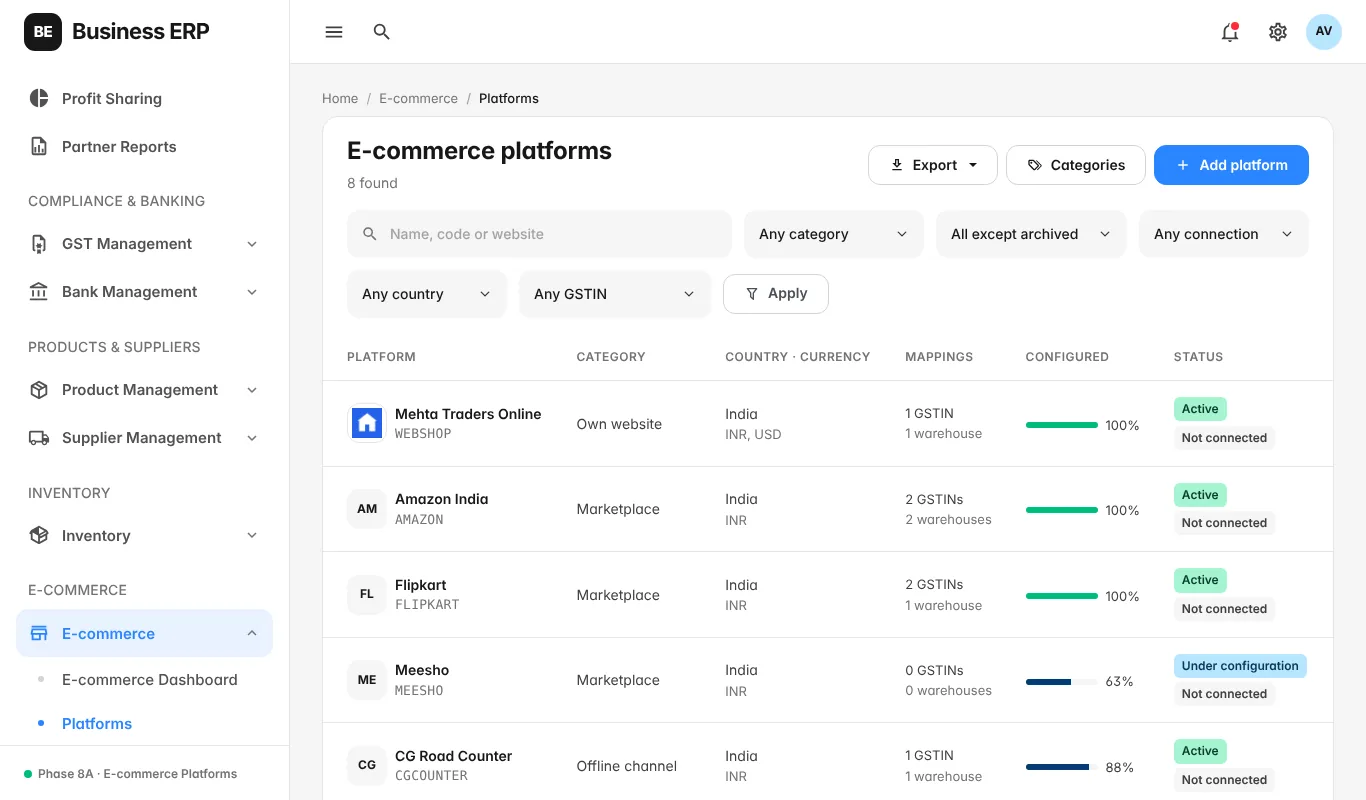 BE Business ERP
AV
Profit Sharing
Partner Reports
COMPLIANCE & BANKING
GST Management
Bank Management
PRODUCTS & SUPPLIERS
Product Management
Supplier Management
INVENTORY
Inventory
E-COMMERCE
E-commerce
E-commerce Dashboard
Platforms
Phase 8A · E-commerce Platforms
Home / E-commerce / Platforms
E-commerce platforms
8 found
Export
Categories
+ Add platform
Name, code or website
Any category
All except archived
Any connection
Any country
Any GSTIN
Apply
PLATFORM CATEGORY COUNTRY · CURRENCY MAPPINGS CONFIGURED STATUS
Mehta Traders Online
WEBSHOP
Own website
India
INR, USD
1 GSTIN
1 warehouse
100%
Active
Not connected
AM
Amazon India
AMAZON
Marketplace
India
INR
2 GSTINs
2 warehouses
100%
Active
Not connected
FL
Flipkart
FLIPKART
Marketplace
India
INR
2 GSTINs
1 warehouse
100%
Active
Not connected
ME
Meesho
MEESHO
Marketplace
India
INR
0 GSTINs
0 warehouses
63%
Under configuration
Not connected
CG
CG Road Counter
CGCOUNTER
Offline channel
India
INR
1 GSTIN
1 warehouse
88%
Active
Not connected